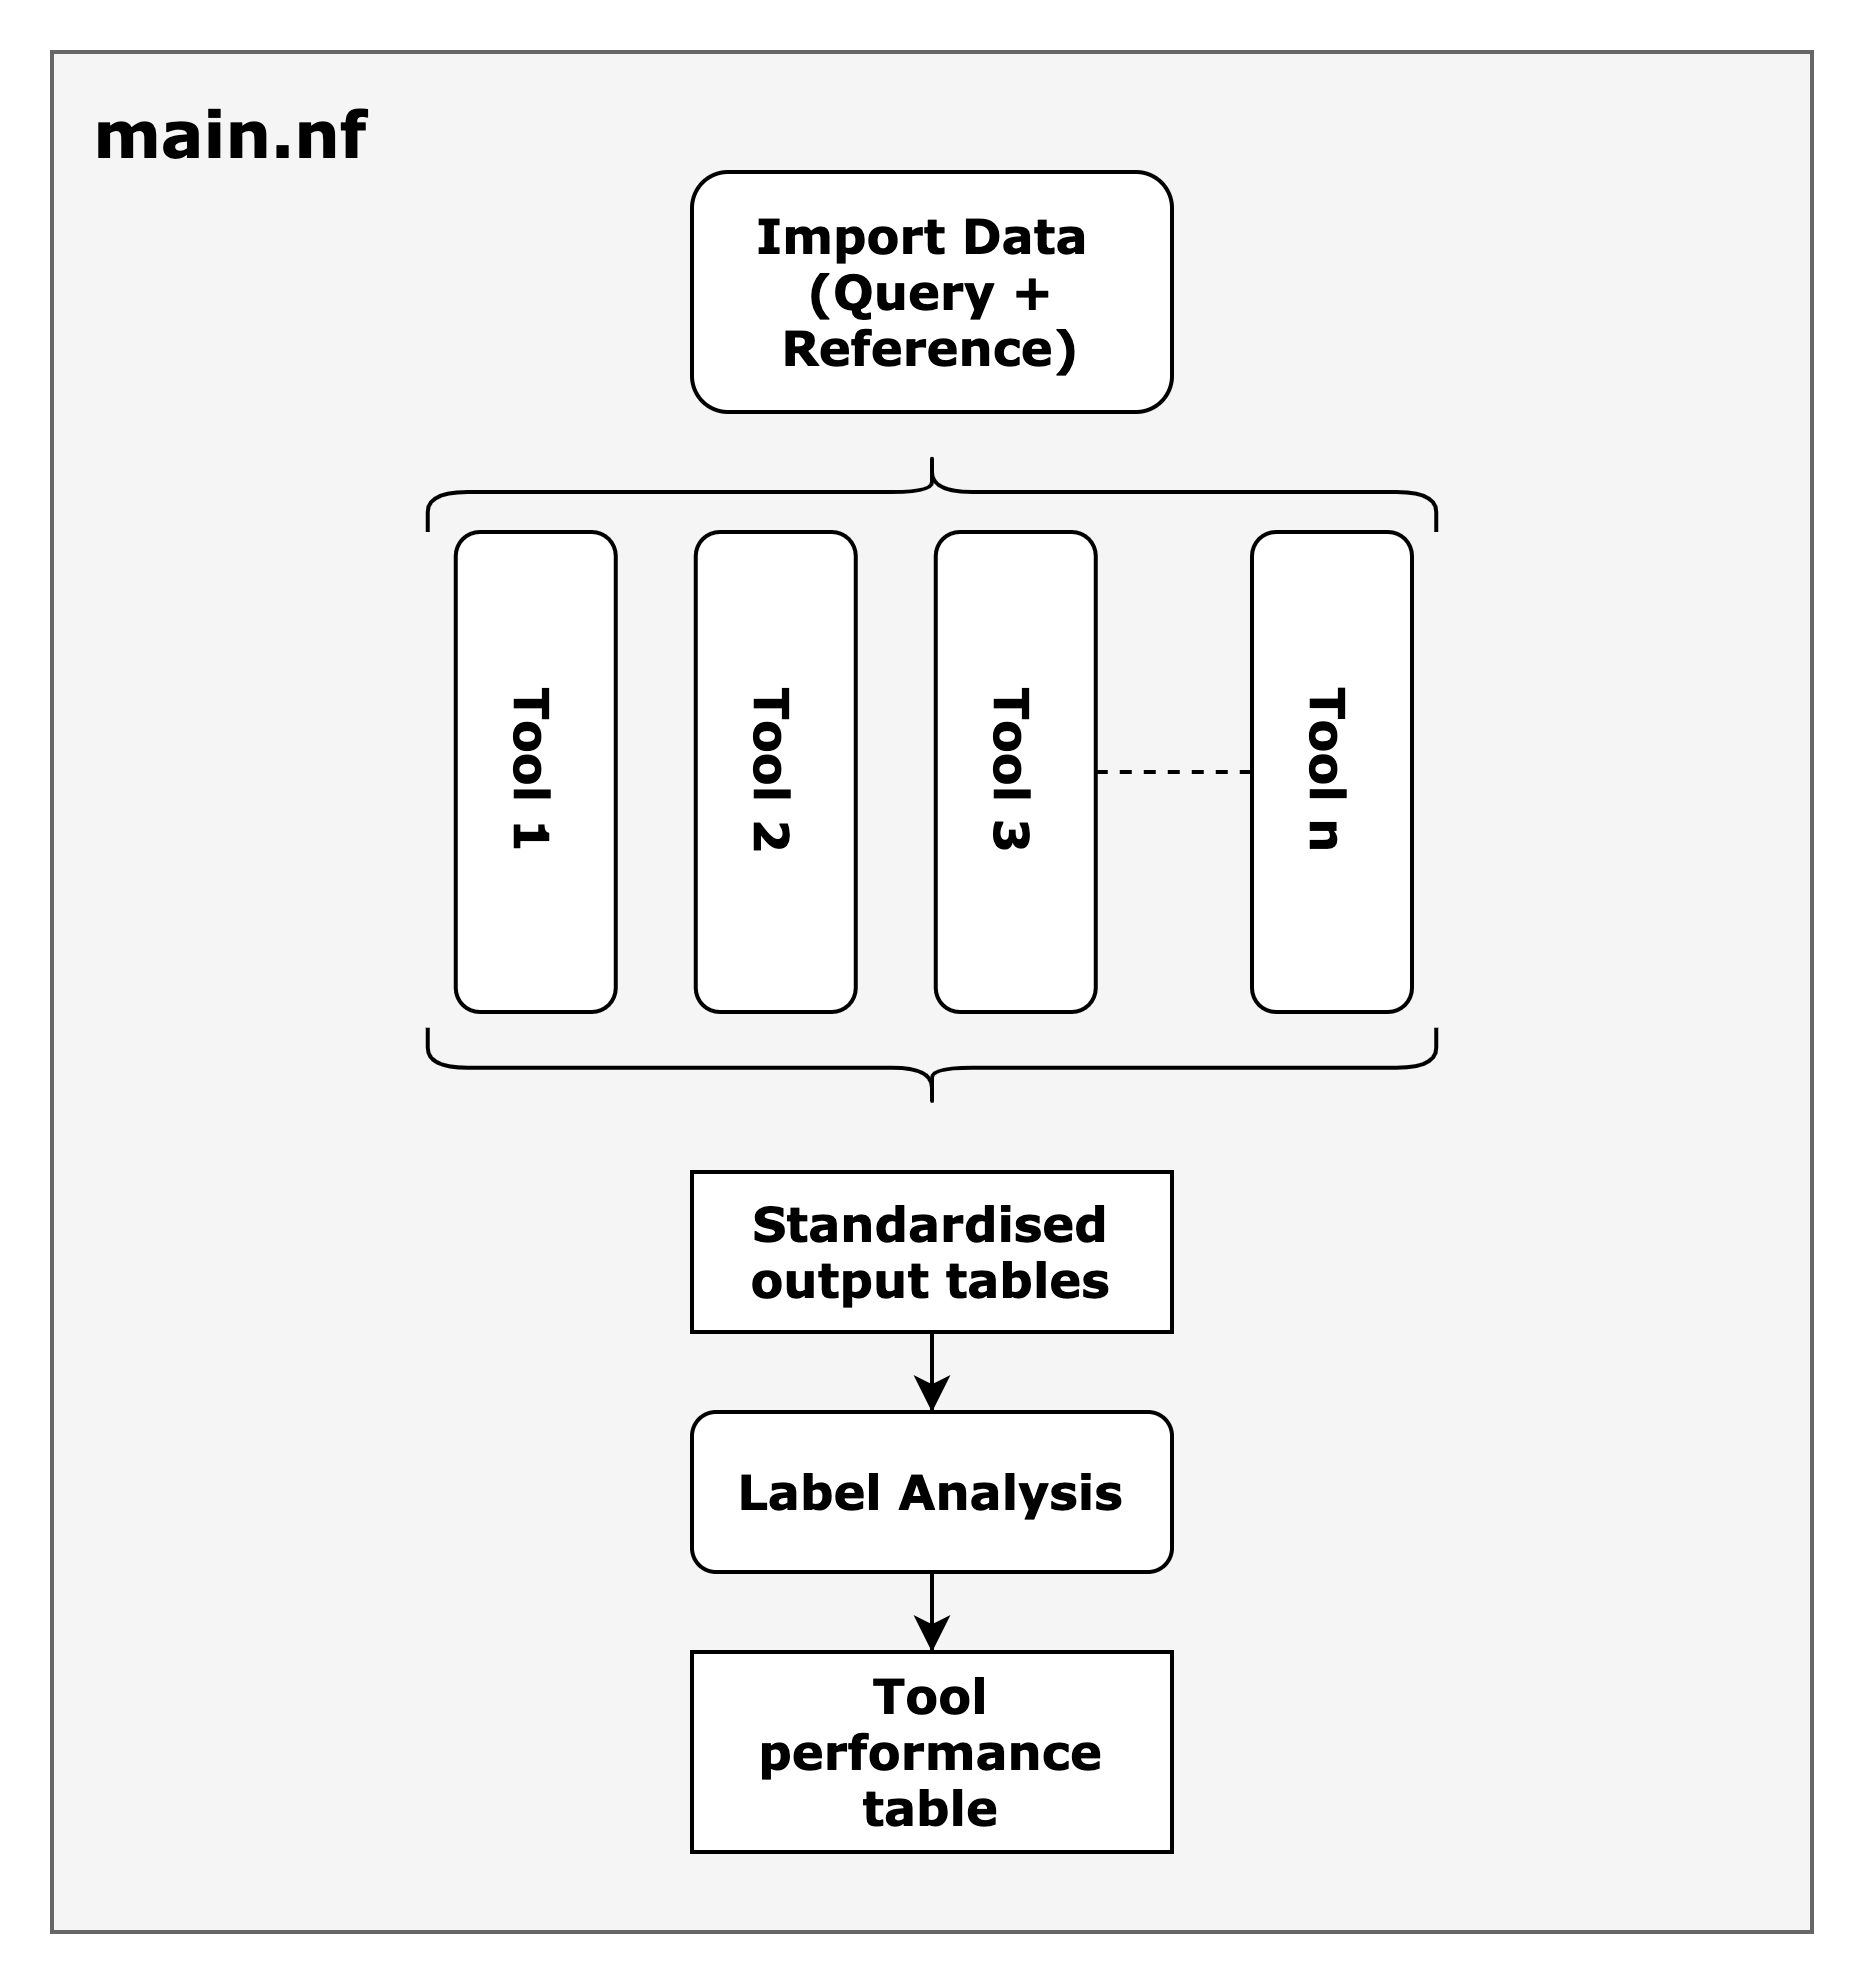 main.nf
Import Data
(Query +
Reference)
Tool 1
Tool 2
Tool 3
Tool n
Standardised
output tables
Label Analysis
Tool
performance
table